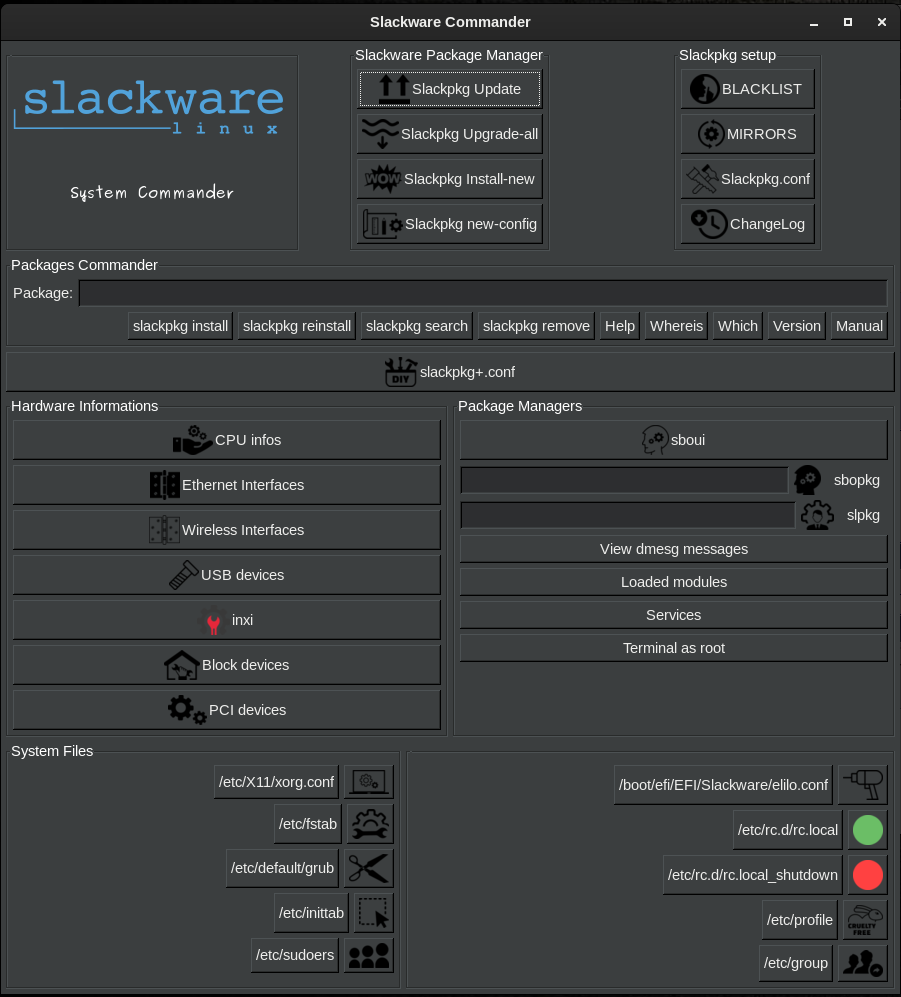 Slackware Commander
slackware
linux
System Commander
Slackware Package Manager
Slackpkg Update
Slackpkg Upgrade-all
WOW
Slackpkg Install-new
Slackpkg new-config
Slackpkg setup
BLACKLIST
MIRRORS
Slackpkg.conf
ChangeLog
Packages Commander
Package:
slackpkg install slackpkg reinstall slackpkg search slackpkg remove Help Whereis Which Version Manual
DIY
slackpkg+.conf
Hardware Informations
CPU infos
Ethernet Interfaces
Wireless Interfaces
USB devices
inxi
Block devices
PCI devices
Package Managers
sboui
sbopkg
slpkg
View dmesg messages
Loaded modules
Services
Terminal as root
System Files
/etc/X11/xorg.conf
/etc/fstab
/etc/default/grub
/etc/inittab
/etc/sudoers
/boot/efi/EFI/Slackware/elilo.conf
/etc/rc.d/rc.local
/etc/rc.d/rc.local_shutdown
/etc/profile
CRUELTY
FREE
/etc/group